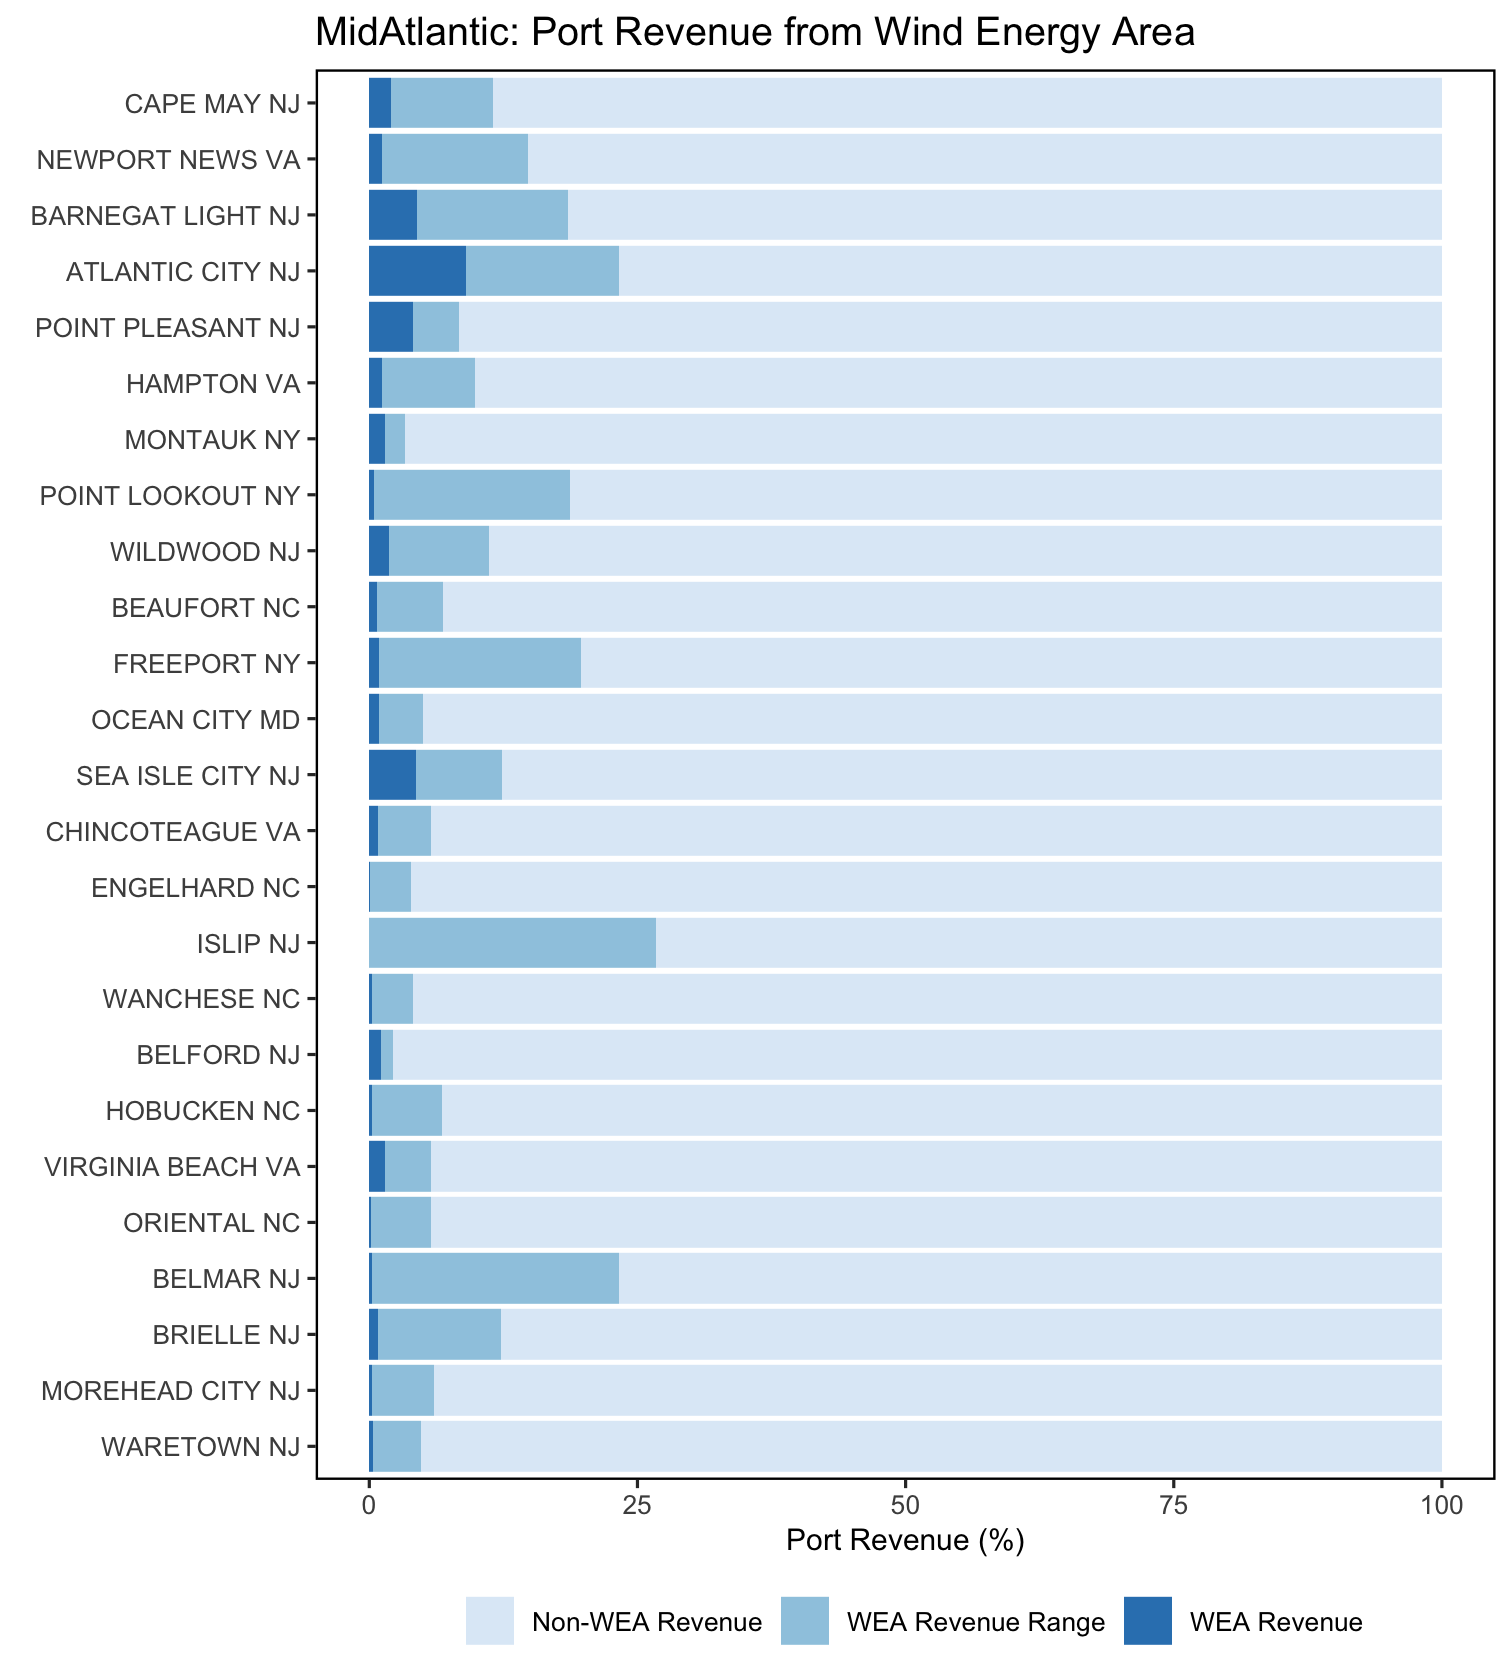 MidAtlantic: Port Revenue from Wind Energy Area
CAPE MAY NJ
NEWPORT NEWS VA
BARNEGAT LIGHT NJ
ATLANTIC CITY NJ
POINT PLEASANT NJ
HAMPTON VA
MONTAUK NY
POINT LOOKOUT NY
WILDWOOD NJ
BEAUFORT NC
FREEPORT NY
OCEAN CITY MD
SEA ISLE CITY NJ
CHINCOTEAGUE VA
ENGELHARD NC
ISLIP NJ
WANCHESE NC
BELFORD NJ
HOBUCKEN NC
VIRGINIA BEACH VA
ORIENTAL NC
BELMAR NJ
BRIELLE NJ
MOREHEAD CITY NJ
WARETOWN NJ
0 25 50 75 100
Port Revenue (%)
Non-WEA Revenue WEA Revenue Range WEA Revenue